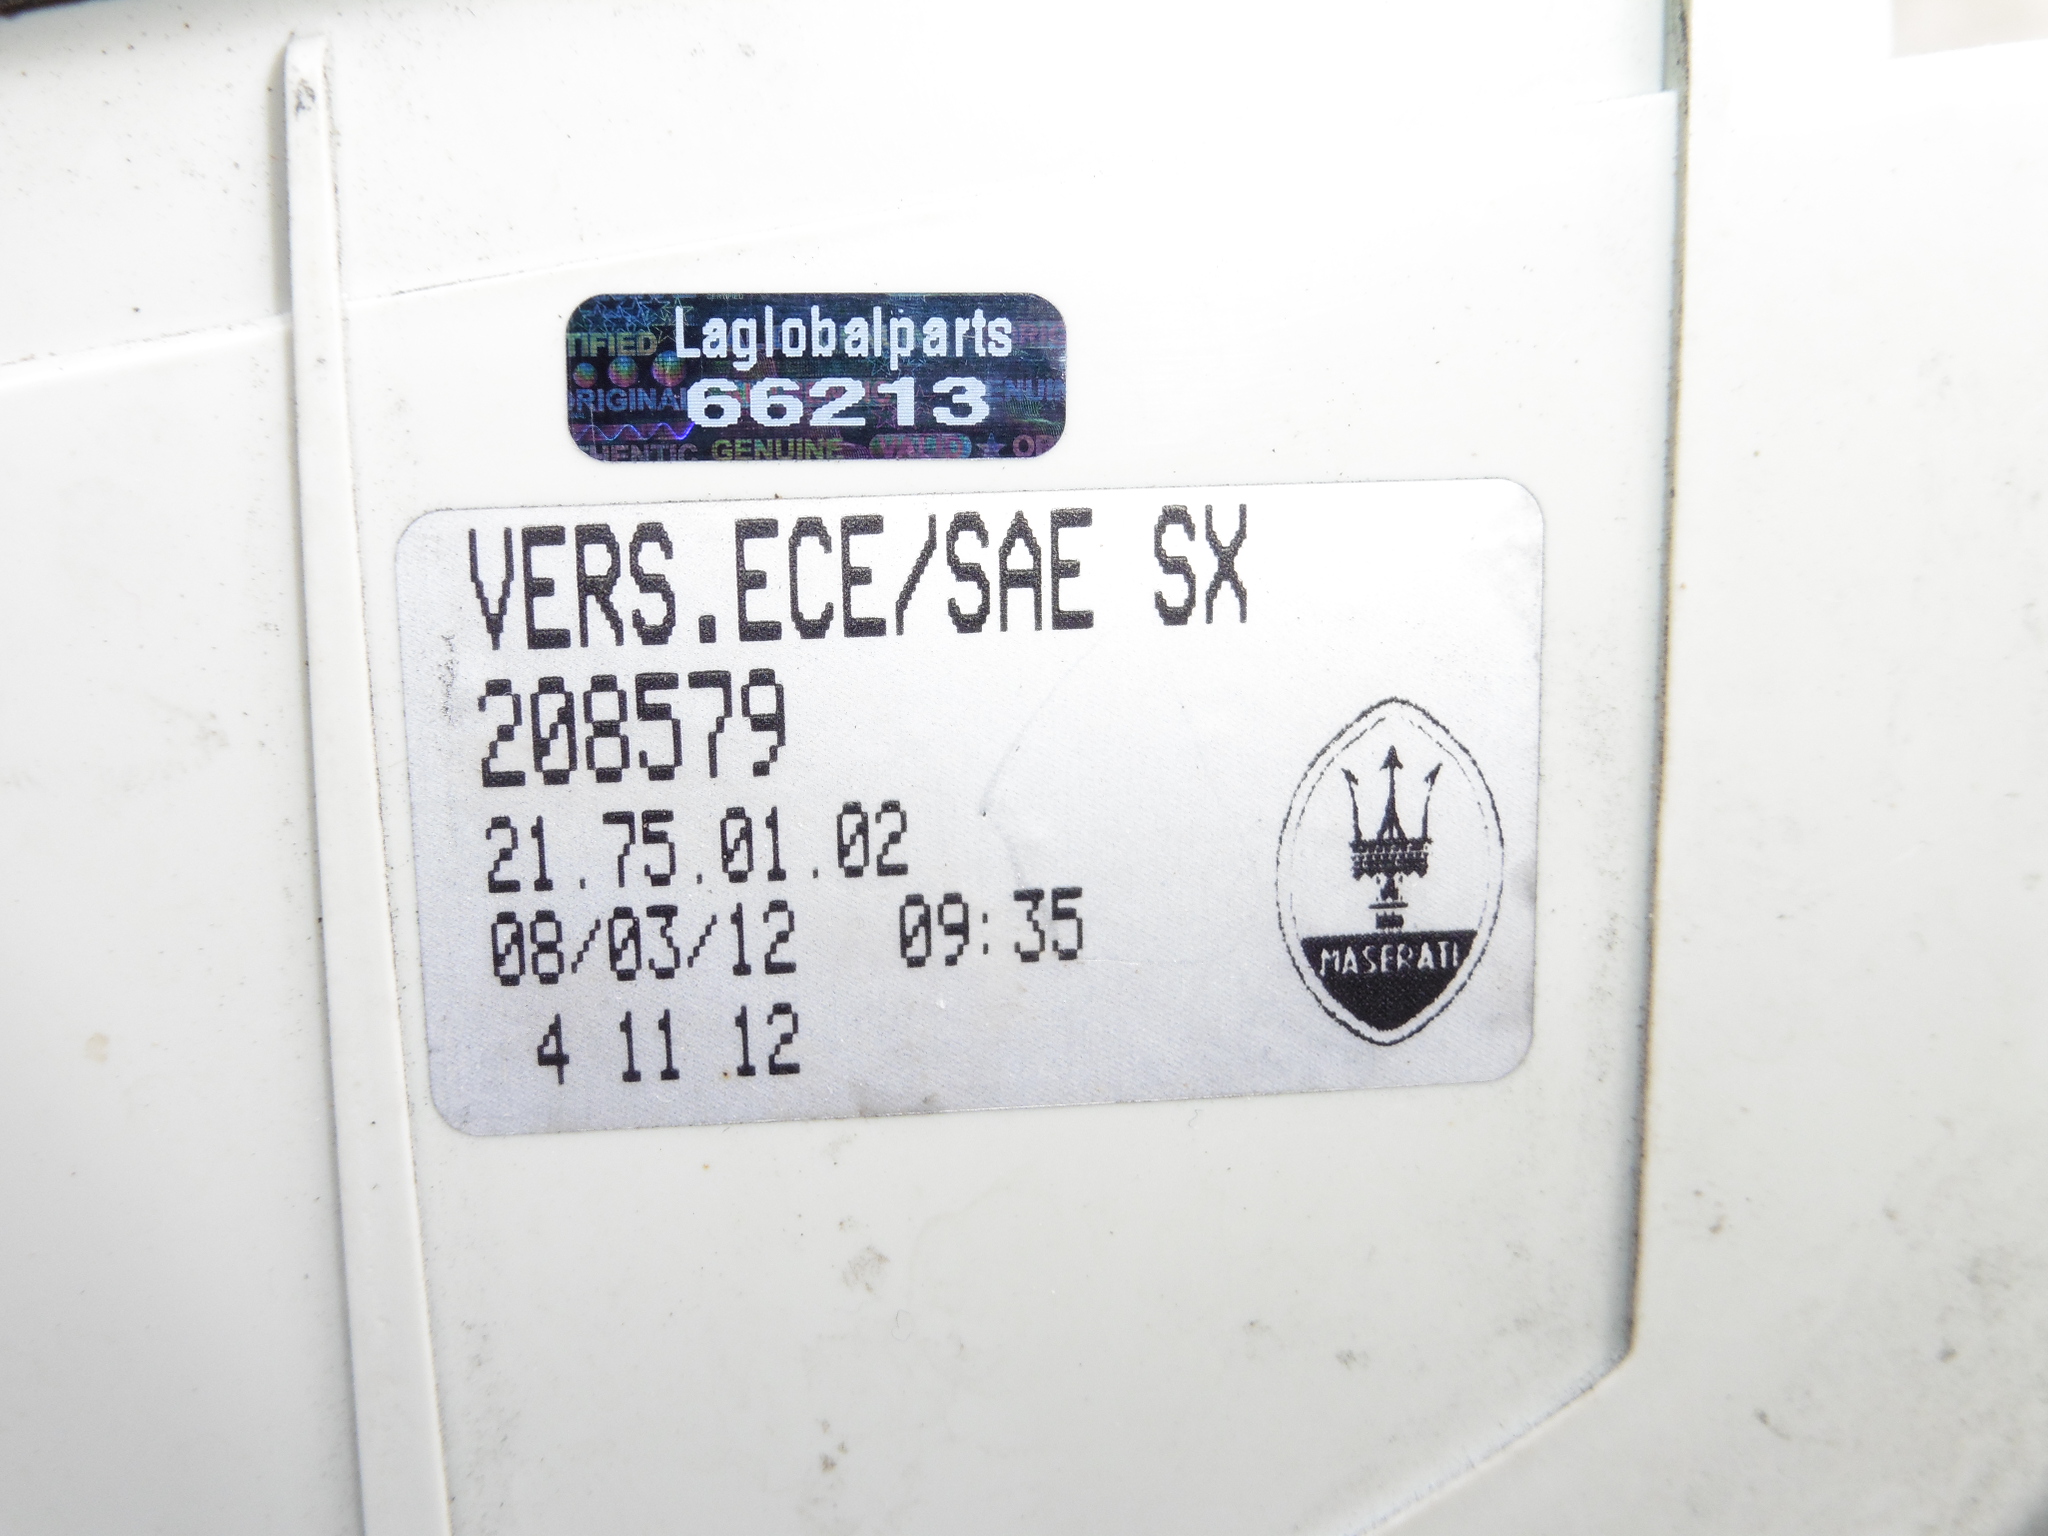 Laglobalparts
66213
GENUINE
VERS.ECE/SAE SX
208579
21.75.01.02
08/03/12 09:35
4 11 12
MASERATI